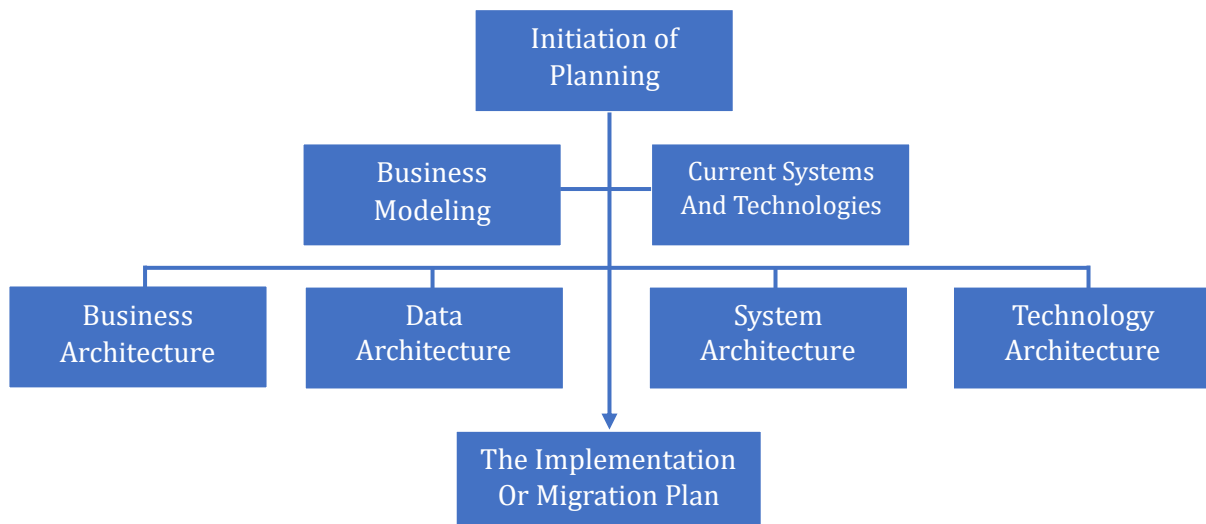 Initiation of
Planning
Business
Modeling
Current Systems
And Technologies
Business
Architecture
Data
Architecture
System
Architecture
Technology
Architecture
The Implementation
Or Migration Plan